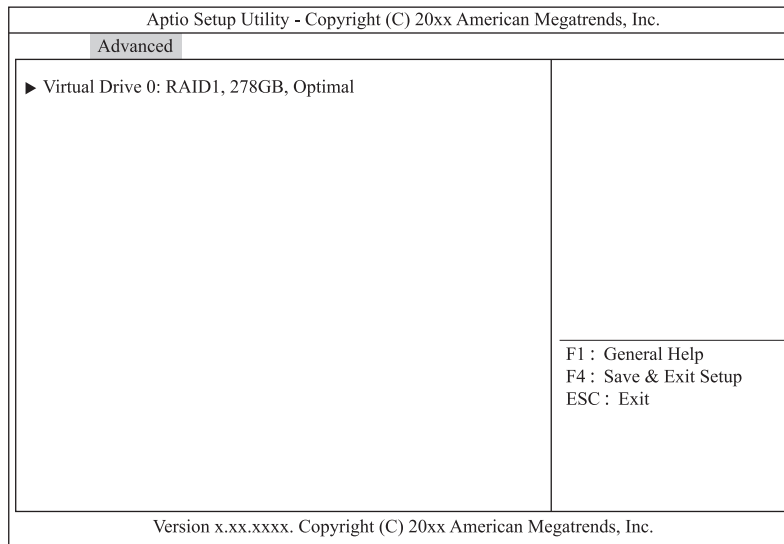 Aptio Setup Utility - Copyright (C) 20xx American Megatrends, Inc.
Advanced
▶ Virtual Drive 0: RAID1, 278GB, Optimal
F1 : General Help
F4 : Save & Exit Setup
ESC : Exit
Version x.xx.xxxx. Copyright (C) 20xx American Megatrends, Inc.